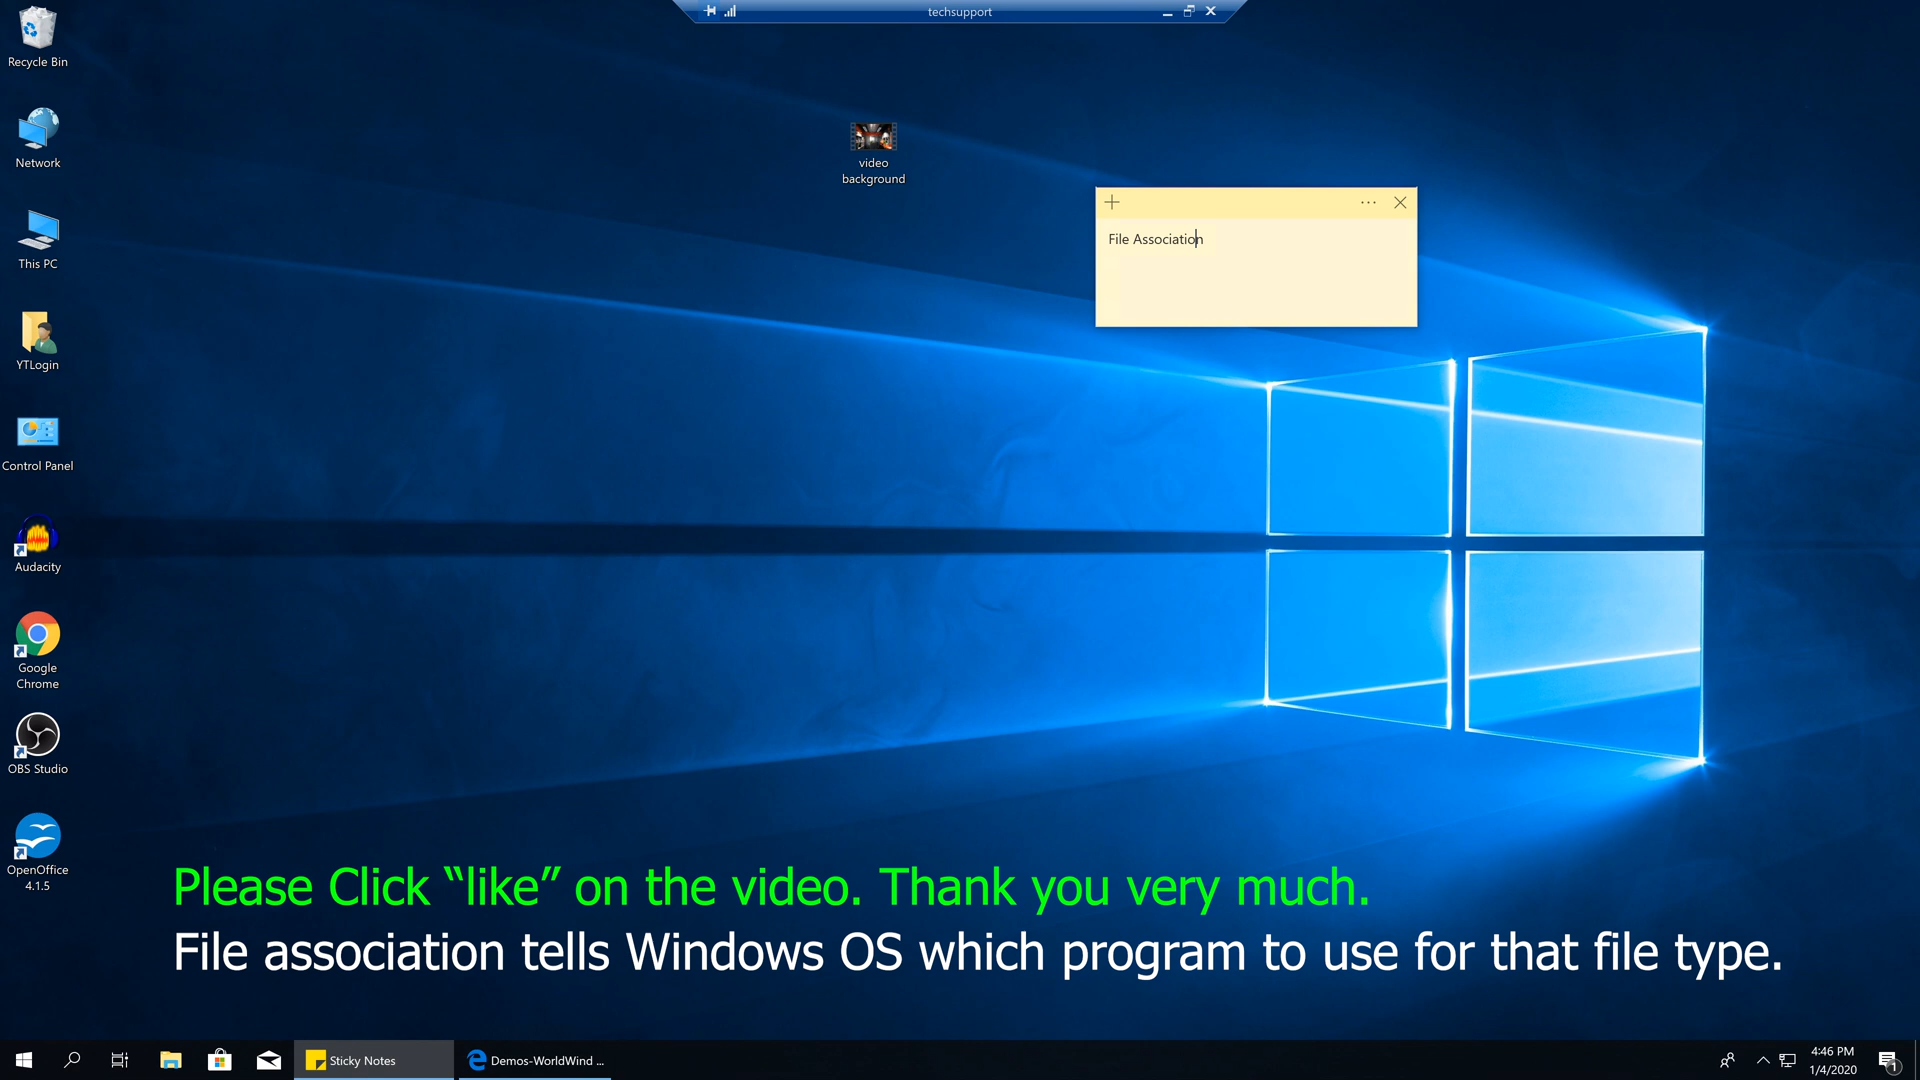 techsupport
Recycle Bin
Network
This PC
YTLogin
Control Panel
Audacity
Google
Chrome
OBS Studio
OpenOffice
4.1.5
video
background
File Association
Please Click “like” on the video. Thank you very much.
File association tells Windows OS which program to use for that file type.
Sticky Notes
Demos-WorldWind ...
4:46 PM
1/4/2020
1